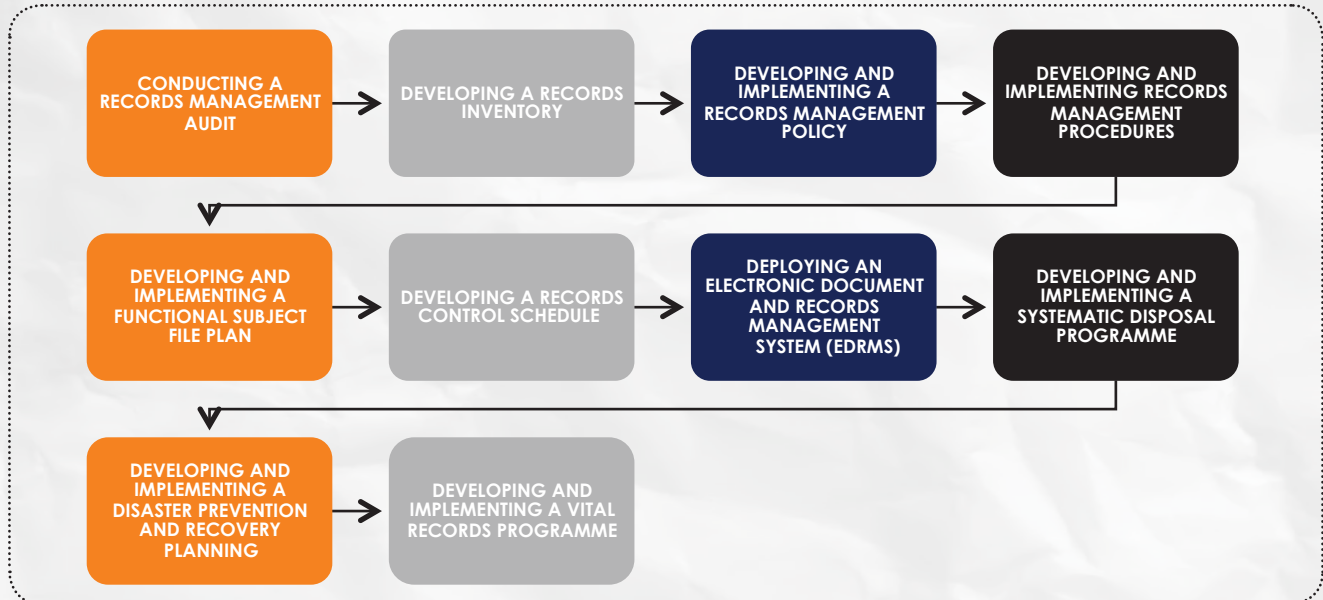 CONDUCTING A
RECORDS MANAGEMENT
AUDIT
DEVELOPING A RECORDS
INVENTORY
DEVELOPING AND
IMPLEMENTING A
RECORDS MANAGEMENT
POLICY
DEVELOPING AND
IMPLEMENTING RECORDS
MANAGEMENT
PROCEDURES
DEVELOPING AND
IMPLEMENTING A
FUNCTIONAL SUBJECT
FILE PLAN
DEVELOPING A RECORDS
CONTROL SCHEDULE
DEPLOYING AN
ELECTRONIC DOCUMENT
AND RECORDS
MANAGEMENT
SYSTEM (EDRMS)
DEVELOPING AND
IMPLEMENTING A
SYSTEMATIC DISPOSAL
PROGRAMME
DEVELOPING AND
IMPLEMENTING A
DISASTER PREVENTION
AND RECOVERY
PLANNING
DEVELOPING AND
IMPLEMENTING A VITAL
RECORDS PROGRAMME